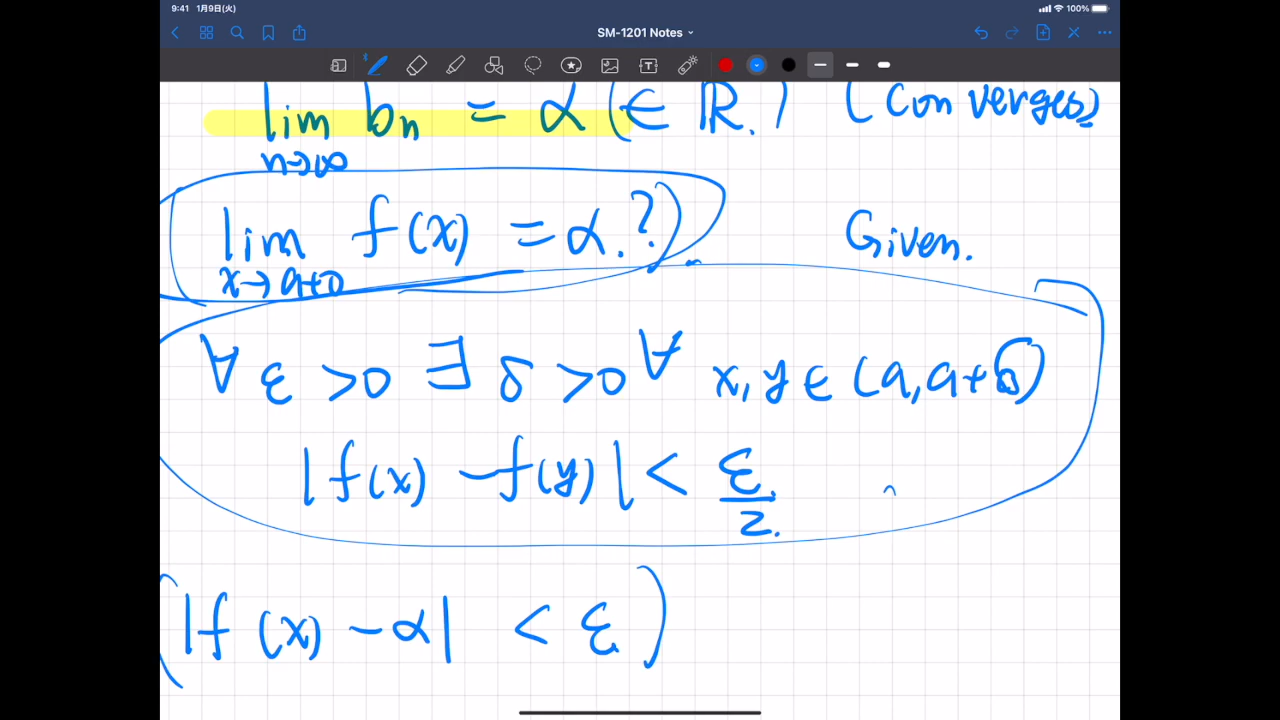 9:41 1月9日(火) 100%
SM-1201 Notes
lim bn = α (∈ ℝ.) (Converges)
n→∞
lim f(x) = α.? Given.
x→a+0
∀ε>0 ∃δ>0 ∀x,y∈(a,a+δ)
|f(x) - f(y)| < ε/2.
(|f(x) - α| < ε)